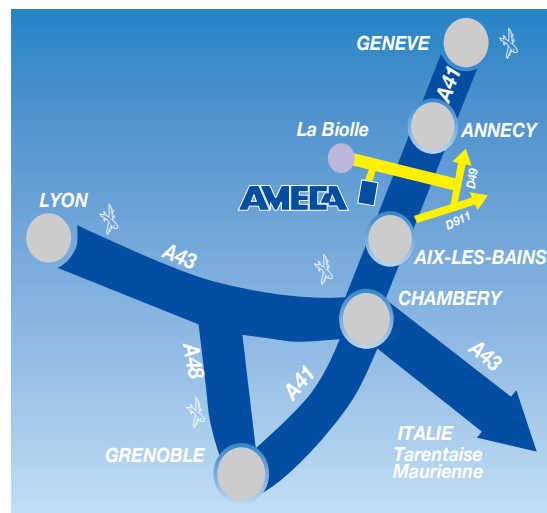 GENEVE
A41
ANNECY
La Biolle
D49
AMECA
D911
LYON
A43
AIX-LES-BAINS
CHAMBERY
A48
A41
A43
GRENOBLE
ITALIE
Tarentaise
Maurienne